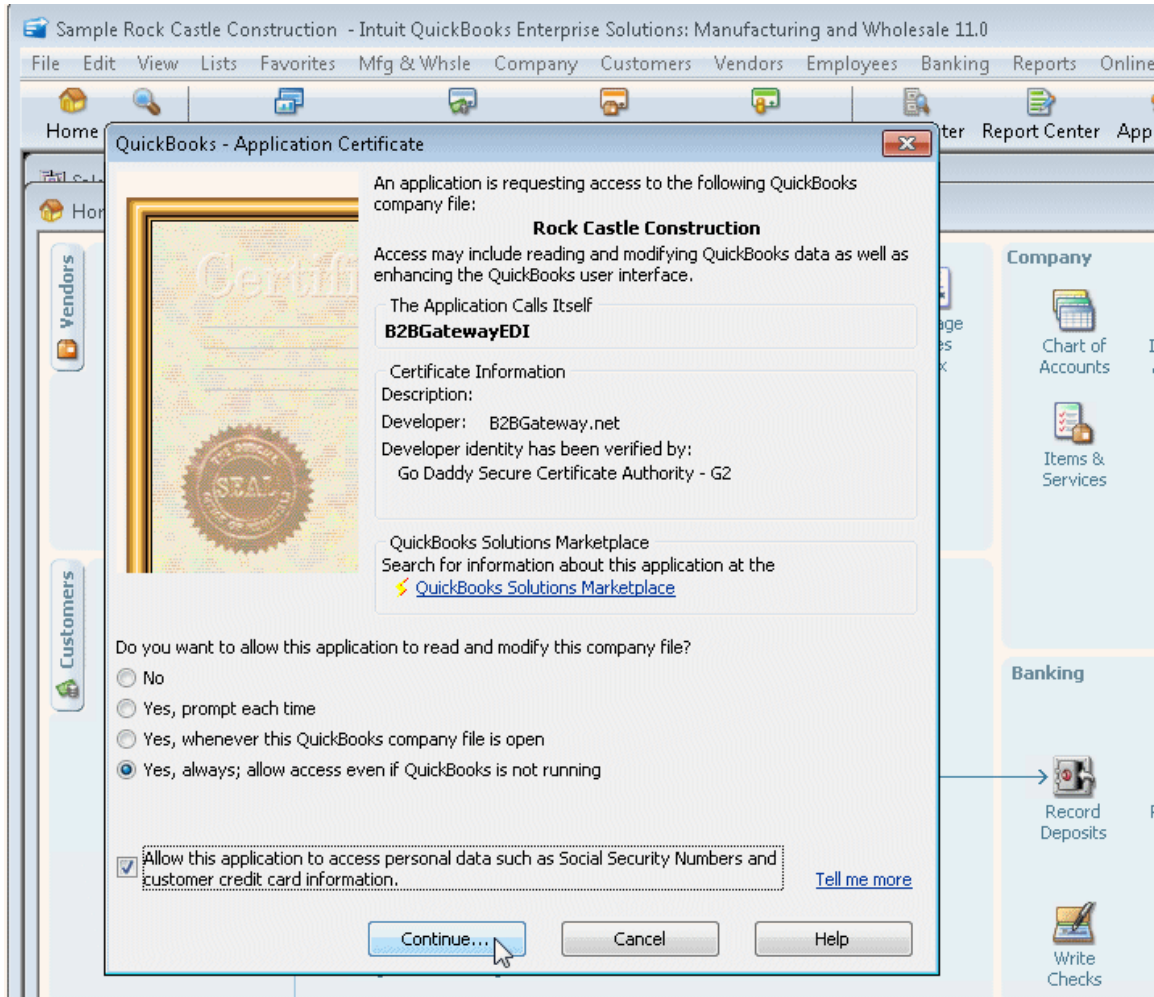 Sample Rock Castle Construction - Intuit QuickBooks Enterprise Solutions: Manufacturing and Wholesale 11.0
File Edit View Lists Favorites Mfg & Whsle Company Customers Vendors Employees Banking Reports Online
Home ter Report Center App
QuickBooks - Application Certificate
Hor
An application is requesting access to the following QuickBooks
company file:
Rock Castle Construction
Access may include reading and modifying QuickBooks data as well as
enhancing the QuickBooks user interface.
The Application Calls Itself
B2BGatewayEDI
Certificate Information
Description:
Developer: B2BGateway.net
Developer identity has been verified by:
Go Daddy Secure Certificate Authority - G2
QuickBooks Solutions Marketplace
Search for information about this application at the
QuickBooks Solutions Marketplace
Certifi
SEAL
Do you want to allow this application to read and modify this company file?
No
Yes, prompt each time
Yes, whenever this QuickBooks company file is open
Yes, always; allow access even if QuickBooks is not running
Allow this application to access personal data such as Social Security Numbers and
customer credit card information.
Tell me more
Continue... Cancel Help
Vendors
Customers
Company
Chart of
Accounts
Items &
Services
Banking
Record
Deposits
Write
Checks